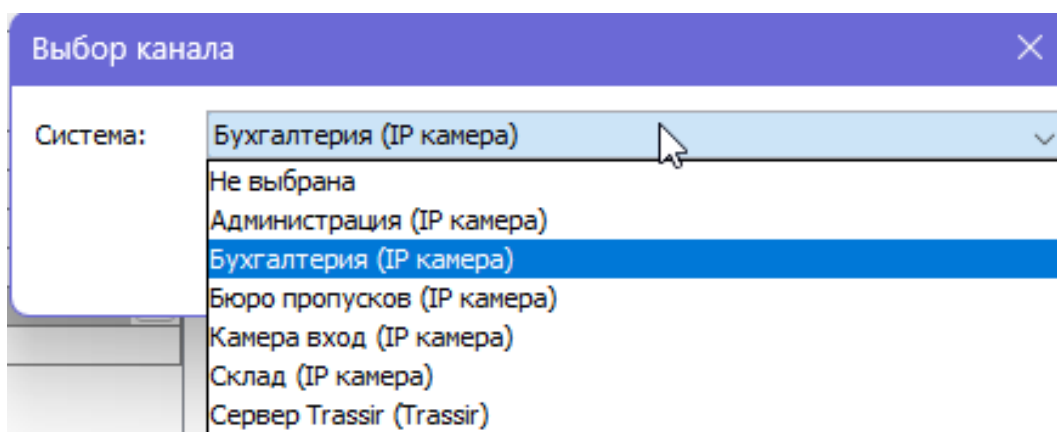 Выбор канала
Система: Бухгалтерия (IP камера)
Не выбрана
Администрация (IP камера)
Бухгалтерия (IP камера)
Бюро пропусков (IP камера)
Камера вход (IP камера)
Склад (IP камера)
Сервер Trassir (Trassir)